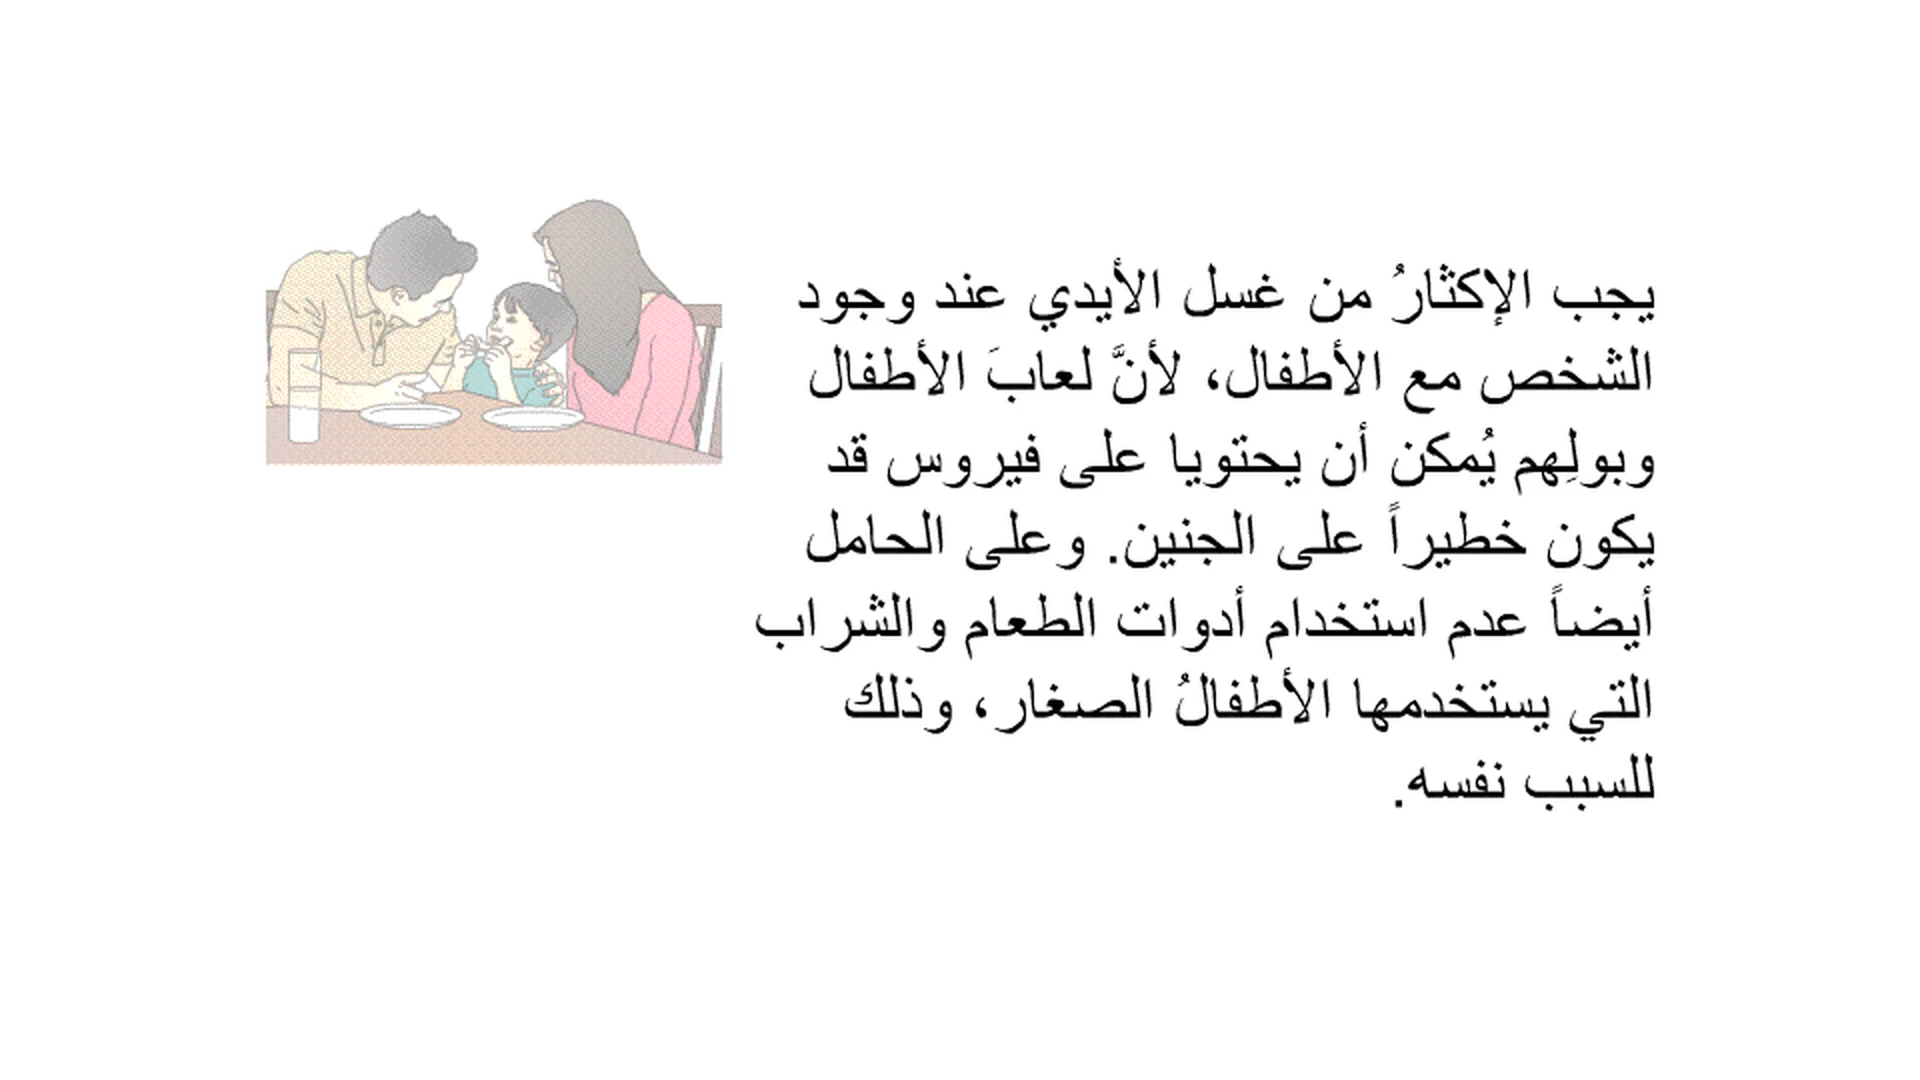 يجب الإكثارُ من غسل الأيدي عند وجود
الشخص مع الأطفال، لأنَّ لعابَ الأطفال
وبولِهم يُمكن أن يحتويا على فيروس قد
يكون خطيراً على الجنين. وعلى الحامل
أيضاً عدم استخدام أدوات الطعام والشراب
التي يستخدمها الأطفالُ الصغار، وذلك
للسبب نفسه.